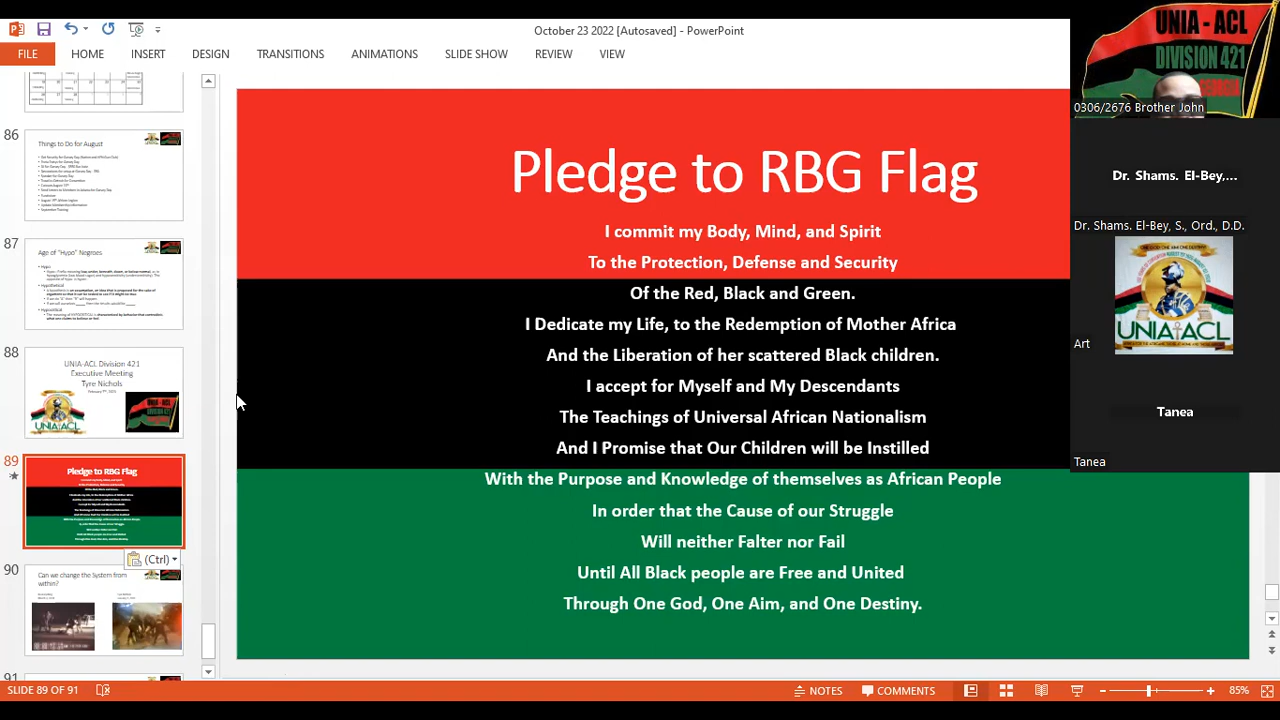 October 23 2022 [Autosaved] - PowerPoint
FILE
HOME
INSERT
DESIGN
TRANSITIONS
ANIMATIONS
SLIDE SHOW
REVIEW
VIEW
86
Things to Do for August
87
Age of "Hypo" Negroes
88
UNIA-ACL Division 421
Executive Meeting
Tyre Nichols
UNIA ACL
89
Pledge to RBG Flag
(Ctrl)
90
Can we change the System from
within?
91
Pledge to RBG Flag
I commit my Body, Mind, and Spirit
To the Protection, Defense and Security
Of the Red, Black and Green.
I Dedicate my Life, to the Redemption of Mother Africa
And the Liberation of her scattered Black children.
I accept for Myself and My Descendants
The Teachings of Universal African Nationalism
And I Promise that Our Children will be Instilled
With the Purpose and Knowledge of themselves as African People
In order that the Cause of our Struggle
Will neither Falter nor Fail
Until All Black people are Free and United
Through One God, One Aim, and One Destiny.
UNIA - ACL
DIVISION 421
0306/2676 Brother John
Dr. Shams. El-Bey,...
Dr. Shams. El-Bey, S., Ord., D.D.
UNIA ACL
Art
Tanea
Tanea
SLIDE 89 OF 91
NOTES
COMMENTS
85%